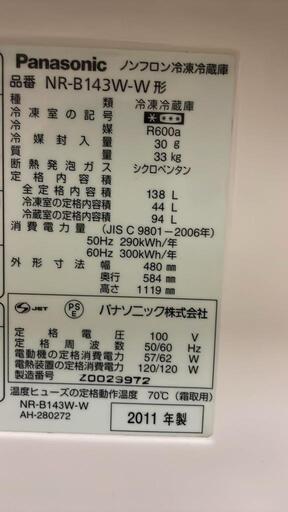 Panasonic ノンフロン冷凍冷蔵庫
品番 NR-B143W-W形
種類 冷凍冷蔵庫
冷凍室の記号 ＊ ＊＊＊
冷媒 R600a
冷媒封入量 30 g
質量 33 kg
断熱発泡ガス シクロペンタン
定格内容積
全定格内容積 138 L
冷凍室の定格内容積 44 L
冷蔵室の定格内容積 94 L
消費電力量 (JIS C 9801－2006年)
50Hz 290kWh/年
60Hz 300kWh/年
外形寸法 幅 480 mm
奥行 584 mm
高さ 1119 mm
S JET PS E パナソニック株式会社
定格電圧 100 V
定格周波数 50/60 Hz
電動機の定格消費電力 57/62 W
電熱装置の定格消費電力 120/120 W
製造番号 Z0023972
温度ヒューズの定格動作温度 70℃ (霜取用)
NR-B143W-W
AH-280272
2011年製